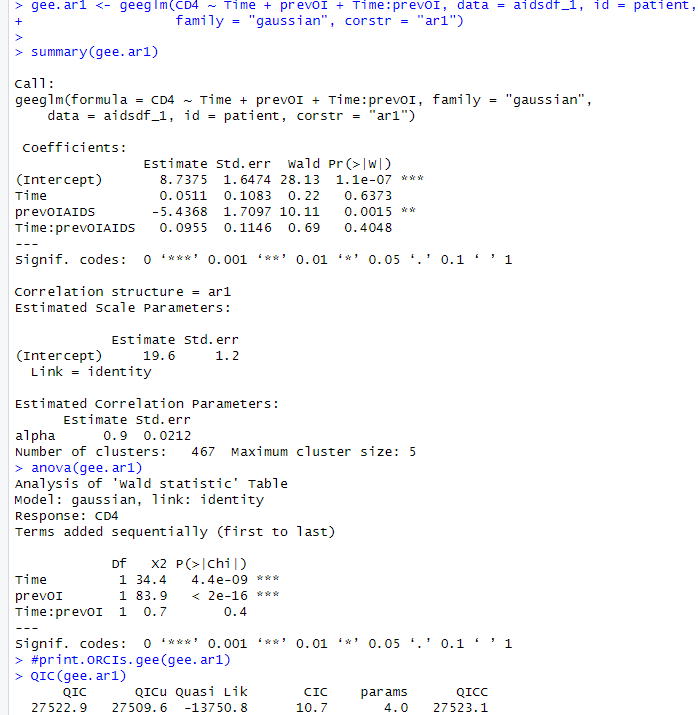 > gee.ar1 <- geeglm(CD4 ~ Time + prevOI + Time:prevOI, data = aidsdf_1, id = patient,
+                   family = "gaussian", corstr = "ar1")
>
> summary(gee.ar1)

Call:
geeglm(formula = CD4 ~ Time + prevOI + Time:prevOI, family = "gaussian",
    data = aidsdf_1, id = patient, corstr = "ar1")

 Coefficients:
                Estimate Std.err  Wald Pr(>|W|)
(Intercept)       8.7375  1.6474 28.13  1.1e-07 ***
Time              0.0511  0.1083  0.22   0.6373
prevOIAIDS       -5.4368  1.7097 10.11   0.0015 **
Time:prevOIAIDS   0.0955  0.1146  0.69   0.4048
---
Signif. codes:  0 ‘***’ 0.001 ‘**’ 0.01 ‘*’ 0.05 ‘.’ 0.1 ‘ ’ 1

Correlation structure = ar1
Estimated Scale Parameters:

            Estimate Std.err
(Intercept)     19.6     1.2
  Link = identity

Estimated Correlation Parameters:
      Estimate Std.err
alpha      0.9  0.0212
Number of clusters:   467  Maximum cluster size: 5
> anova(gee.ar1)
Analysis of 'Wald statistic' Table
Model: gaussian, link: identity
Response: CD4
Terms added sequentially (first to last)

            Df   X2 P(>|Chi|)
Time         1 34.4   4.4e-09 ***
prevOI       1 83.9   < 2e-16 ***
Time:prevOI  1  0.7       0.4
---
Signif. codes:  0 ‘***’ 0.001 ‘**’ 0.01 ‘*’ 0.05 ‘.’ 0.1 ‘ ’ 1
> #print.ORCIs.gee(gee.ar1)
> QIC(gee.ar1)
      QIC      QICu Quasi Lik       CIC    params      QICC
  27522.9   27509.6  -13750.8      10.7       4.0   27523.1